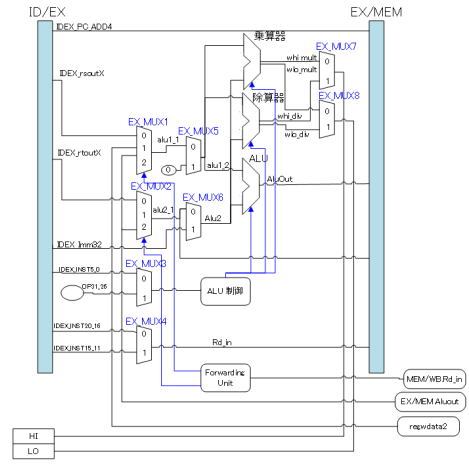 ID/EX
EX/MEM
IDEX_PC_ADD4
乗算器
EX_MUX7
whi_mult
0
IDEX_rsoutX
wlo_mult
1
除算器
EX_MUX8
0
whi_div
1
wlo_div
EX_MUX1
EX_MUX5
0
alu1_1
0
1
0
1
2
alu1_2
IDEX_rtoutX
ALU
EX_MUX2
AluOut
EX_MUX6
0
alu2_1
0
1
Alu2
2
1
IDEX_Imm32
EX_MUX3
IDEX_INST5_0
0
OP31_26
1
ALU 制御
EX_MUX4
IDEX_INST20_16
0
Rd_in
IDEX_INST15_11
1
Forwarding
Unit
MEM/WB.Rd_in
EX/MEM.Aluout
regwdata2
HI
LO